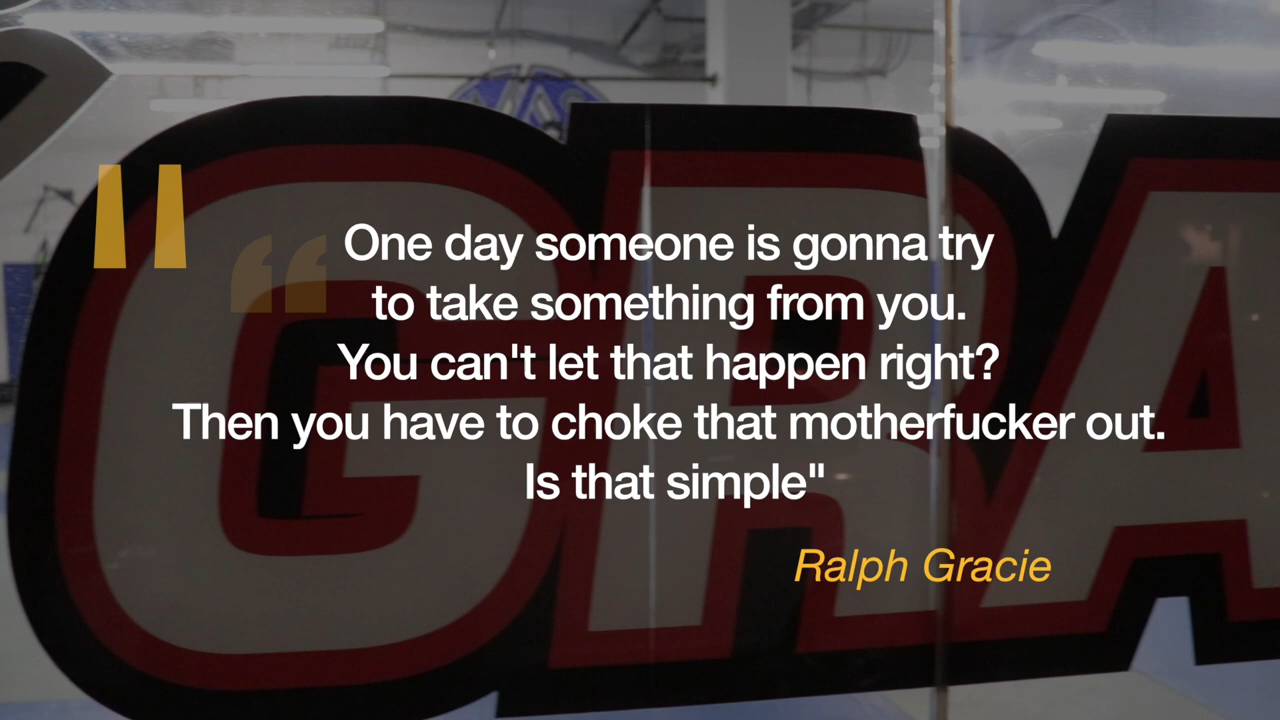 "
“ One day someone is gonna try
to take something from you.
You can't let that happen right?
Then you have to choke that motherfucker out.
Is that simple"
Ralph Gracie
GRA